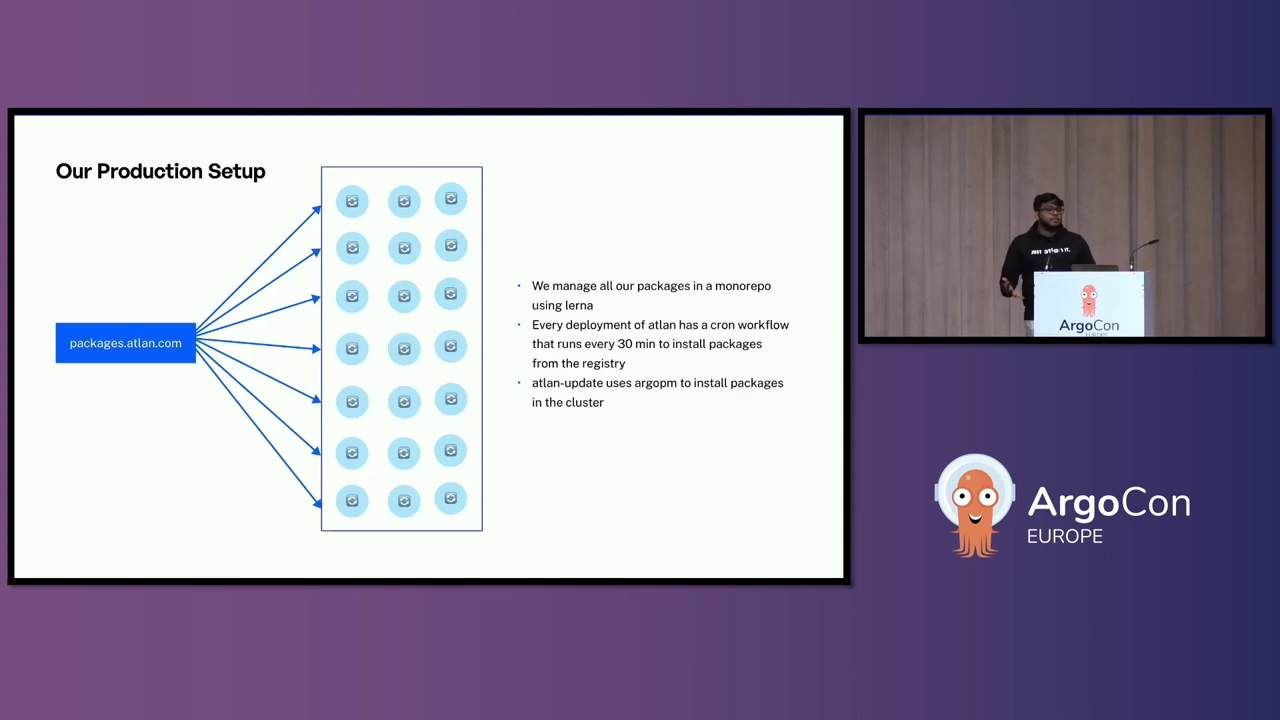 Our Production Setup
packages.atlan.com
• We manage all our packages in a monorepo
using lerna
• Every deployment of atlan has a cron workflow
that runs every 30 min to install packages
from the registry
• atlan-update uses argopm to install packages
in the cluster
ArgoCon
ArgoCon
EUROPE